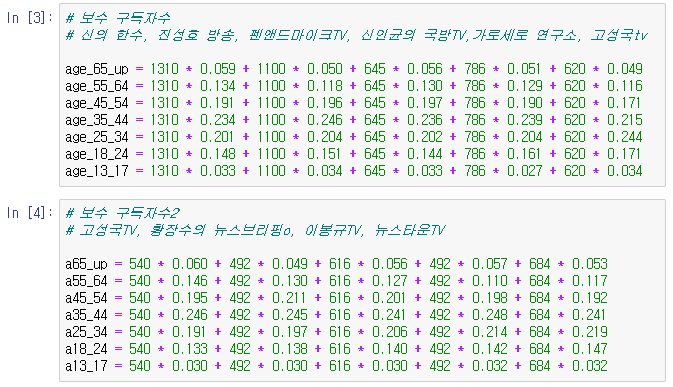 In [3]:
# 보수 구독자수
# 신의 한수, 진성호 방송, 펜앤드마이크TV, 신인균의 국방TV,가로세로 연구소, 고성국tv
age_65_up = 1310 * 0.059 + 1100 * 0.050 + 645 * 0.056 + 786 * 0.051 + 620 * 0.049
age_55_64 = 1310 * 0.134 + 1100 * 0.118 + 645 * 0.130 + 786 * 0.129 + 620 * 0.116
age_45_54 = 1310 * 0.191 + 1100 * 0.196 + 645 * 0.197 + 786 * 0.190 + 620 * 0.171
age_35_44 = 1310 * 0.234 + 1100 * 0.246 + 645 * 0.236 + 786 * 0.239 + 620 * 0.215
age_25_34 = 1310 * 0.201 + 1100 * 0.204 + 645 * 0.202 + 786 * 0.204 + 620 * 0.244
age_18_24 = 1310 * 0.148 + 1100 * 0.151 + 645 * 0.144 + 786 * 0.161 + 620 * 0.171
age_13_17 = 1310 * 0.033 + 1100 * 0.034 + 645 * 0.033 + 786 * 0.027 + 620 * 0.034
In [4]:
# 보수 구독자수2
# 고성국TV, 황장수의 뉴스브리핑o, 이봉규TV, 뉴스타운TV
a65_up = 540 * 0.060 + 492 * 0.049 + 616 * 0.056 + 492 * 0.057 + 684 * 0.053
a55_64 = 540 * 0.146 + 492 * 0.130 + 616 * 0.127 + 492 * 0.110 + 684 * 0.117
a45_54 = 540 * 0.195 + 492 * 0.211 + 616 * 0.201 + 492 * 0.198 + 684 * 0.192
a35_44 = 540 * 0.246 + 492 * 0.245 + 616 * 0.241 + 492 * 0.248 + 684 * 0.241
a25_34 = 540 * 0.191 + 492 * 0.197 + 616 * 0.206 + 492 * 0.214 + 684 * 0.219
a18_24 = 540 * 0.133 + 492 * 0.138 + 616 * 0.140 + 492 * 0.142 + 684 * 0.147
a13_17 = 540 * 0.030 + 492 * 0.030 + 616 * 0.030 + 492 * 0.032 + 684 * 0.032